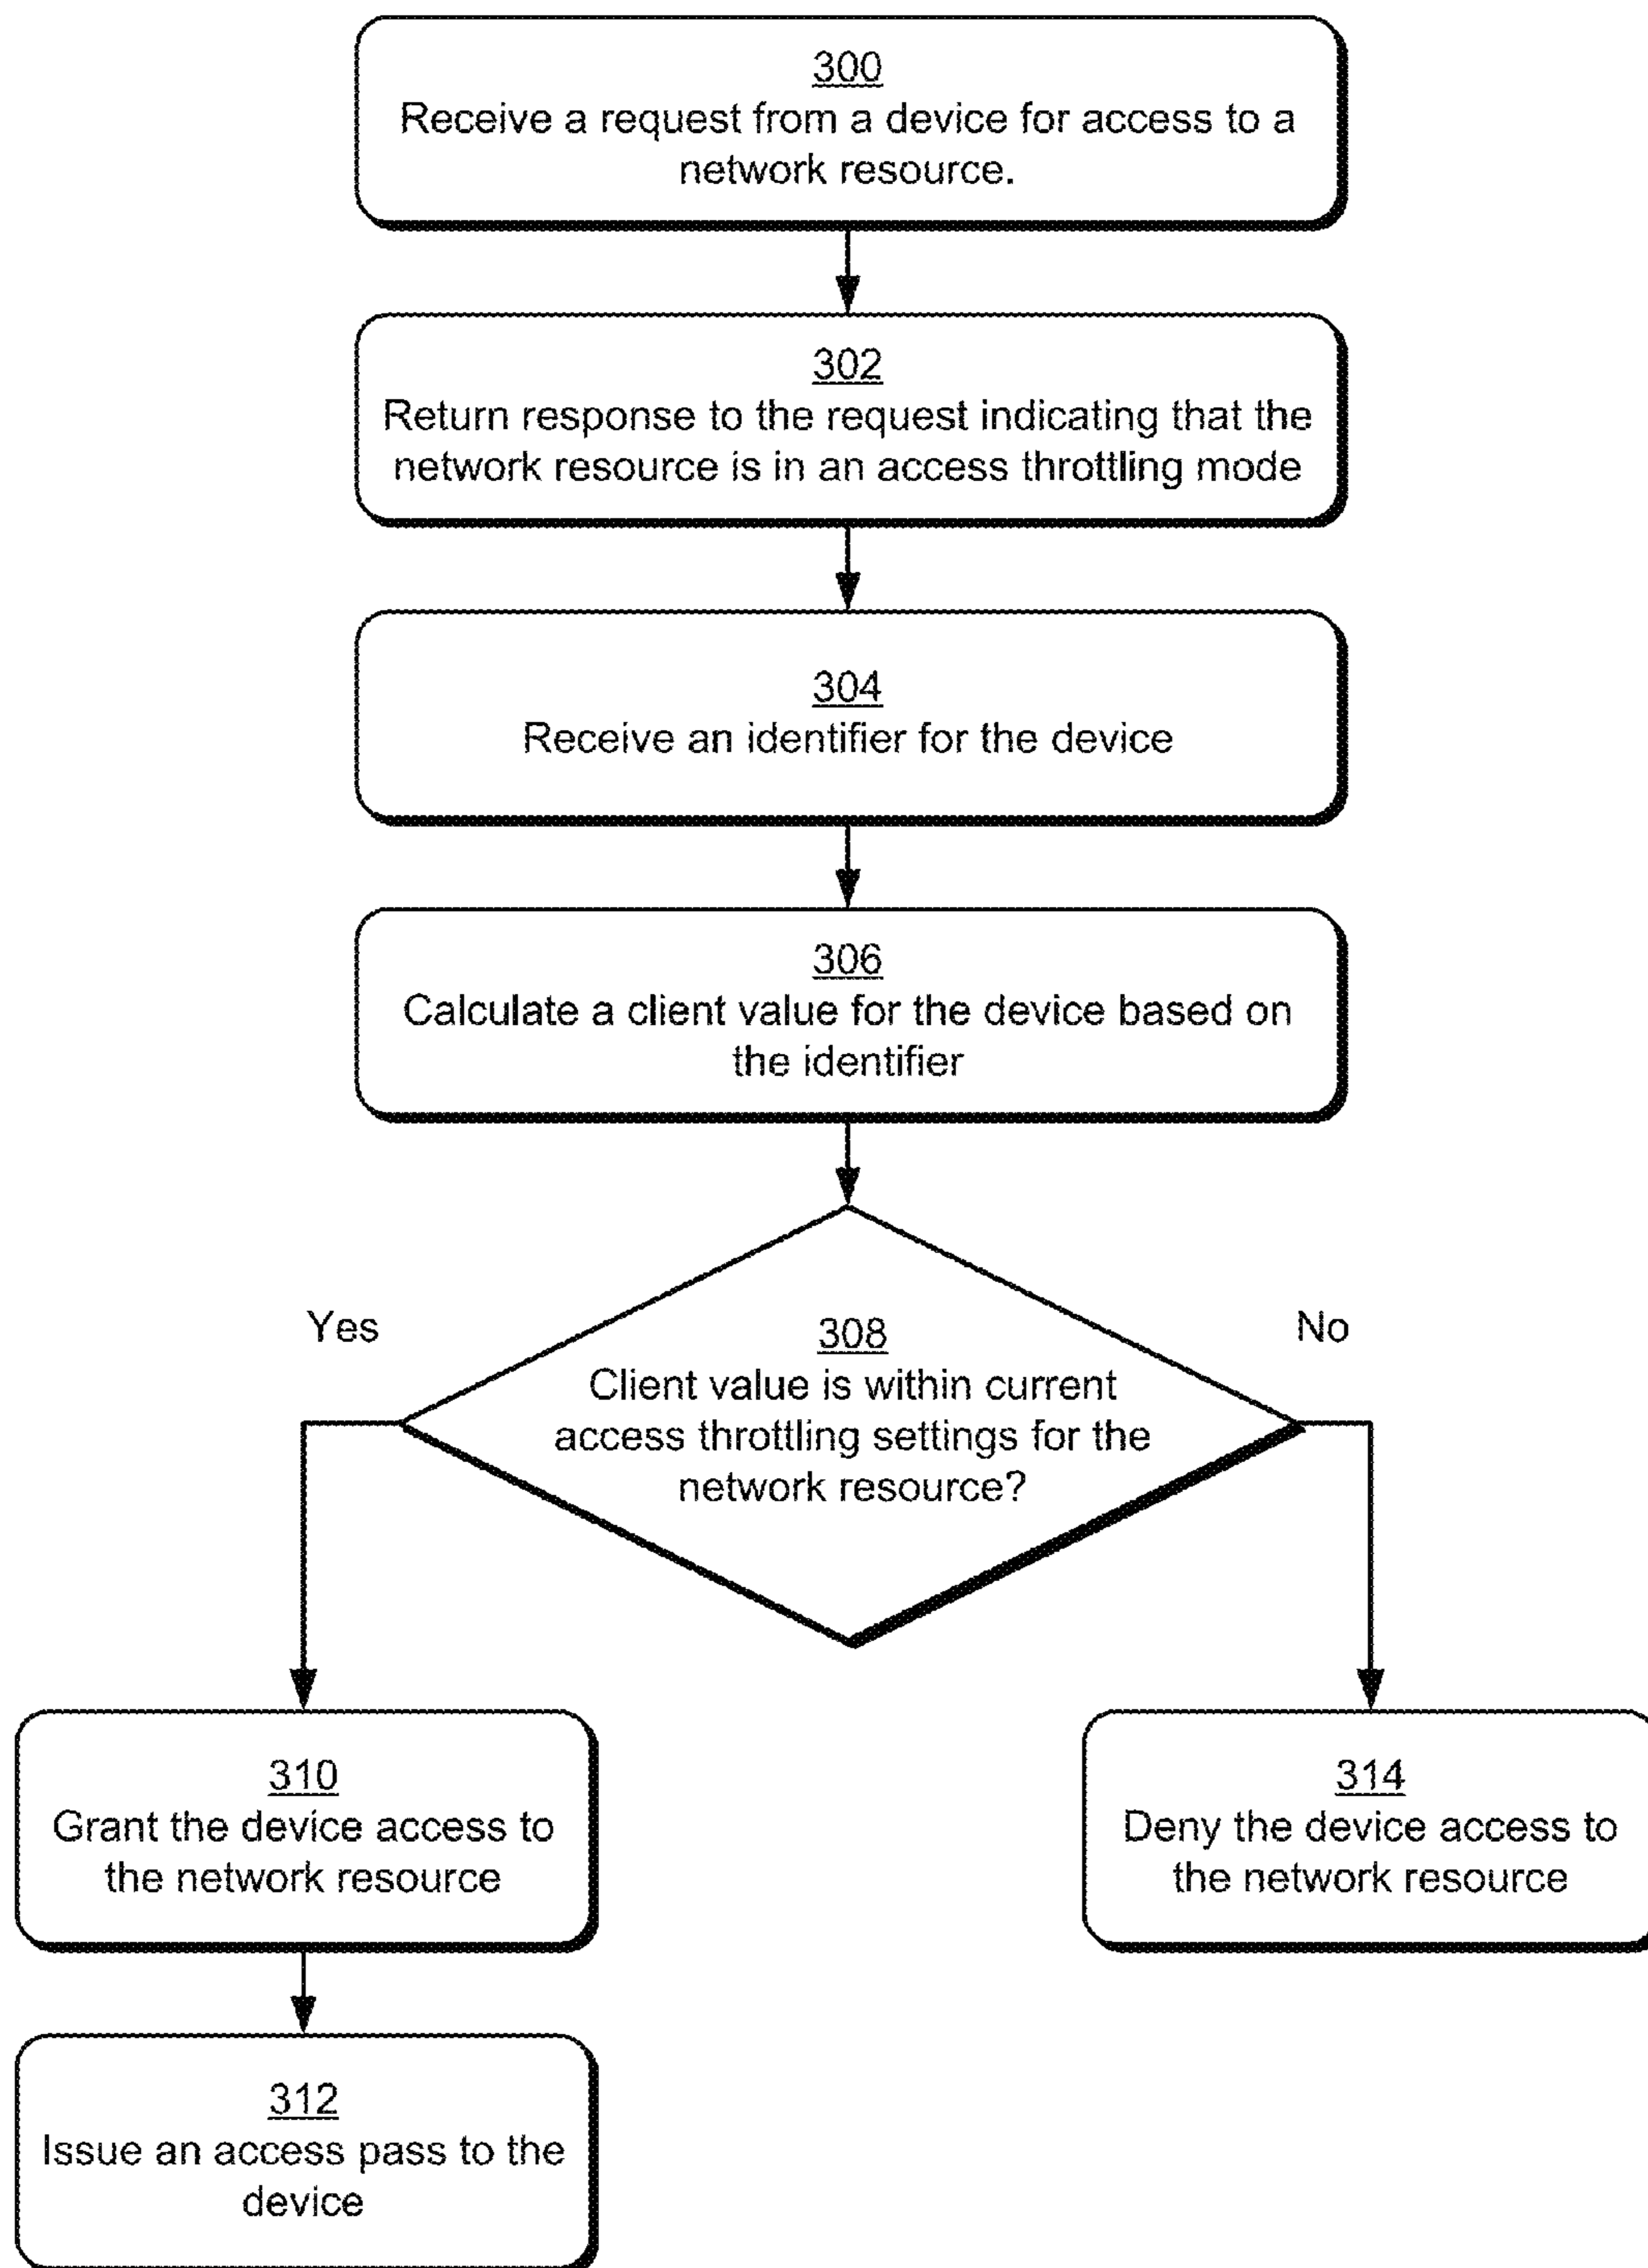 300
Receive a request from a device for access to a
network resource.
302
Return response to the request indicating that the
network resource is in an access throttling mode
304
Receive an identifier for the device
306
Calculate a client value for the device based on
the identifier
Yes
No
308
Client value is within current
access throttling settings for the
network resource?
310
Grant the device access to
the network resource
314
Deny the device access to
the network resource
312
Issue an access pass to the
device